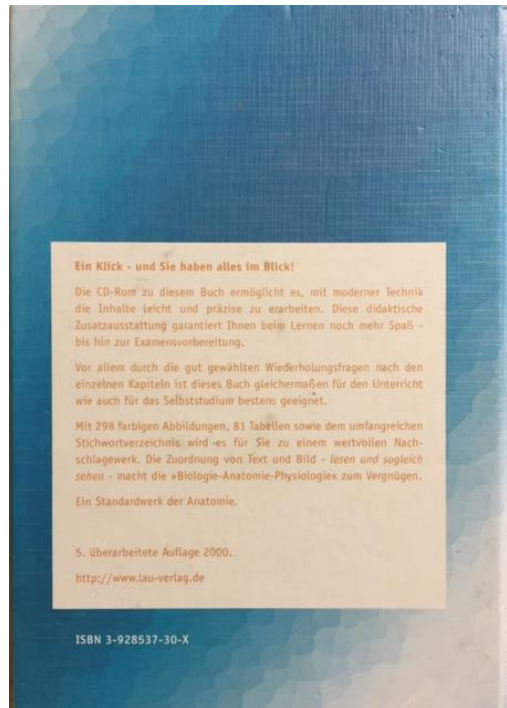 Ein Klick - und Sie haben alles im Blick!
Die CD-Rom zu diesem Buch ermöglicht es, mit moderner Technik
die Inhalte leicht und präzise zu erarbeiten. Diese didaktische
Zusatzausstattung garantiert Ihnen beim Lernen noch mehr Spaß -
bis hin zur Examensvorbereitung.
Vor allem durch die gut gewählten Wiederholungsfragen nach den
einzelnen Kapiteln ist dieses Buch gleichermaßen für den Unterricht
wie auch für das Selbststudium bestens geeignet.
Mit 298 farbigen Abbildungen, 81 Tabellen sowie dem umfangreichen
Stichwortverzeichnis wird es für Sie zu einem wertvollen Nach-
schlagewerk. Die Zuordnung von Text und Bild - lesen und sogleich
sehen - macht die »Biologie-Anatomie-Physiologie« zum Vergnügen.
Ein Standardwerk der Anatomie.
5. überarbeitete Auflage 2000.
http://www.lau-verlag.de
ISBN 3-928537-30-X